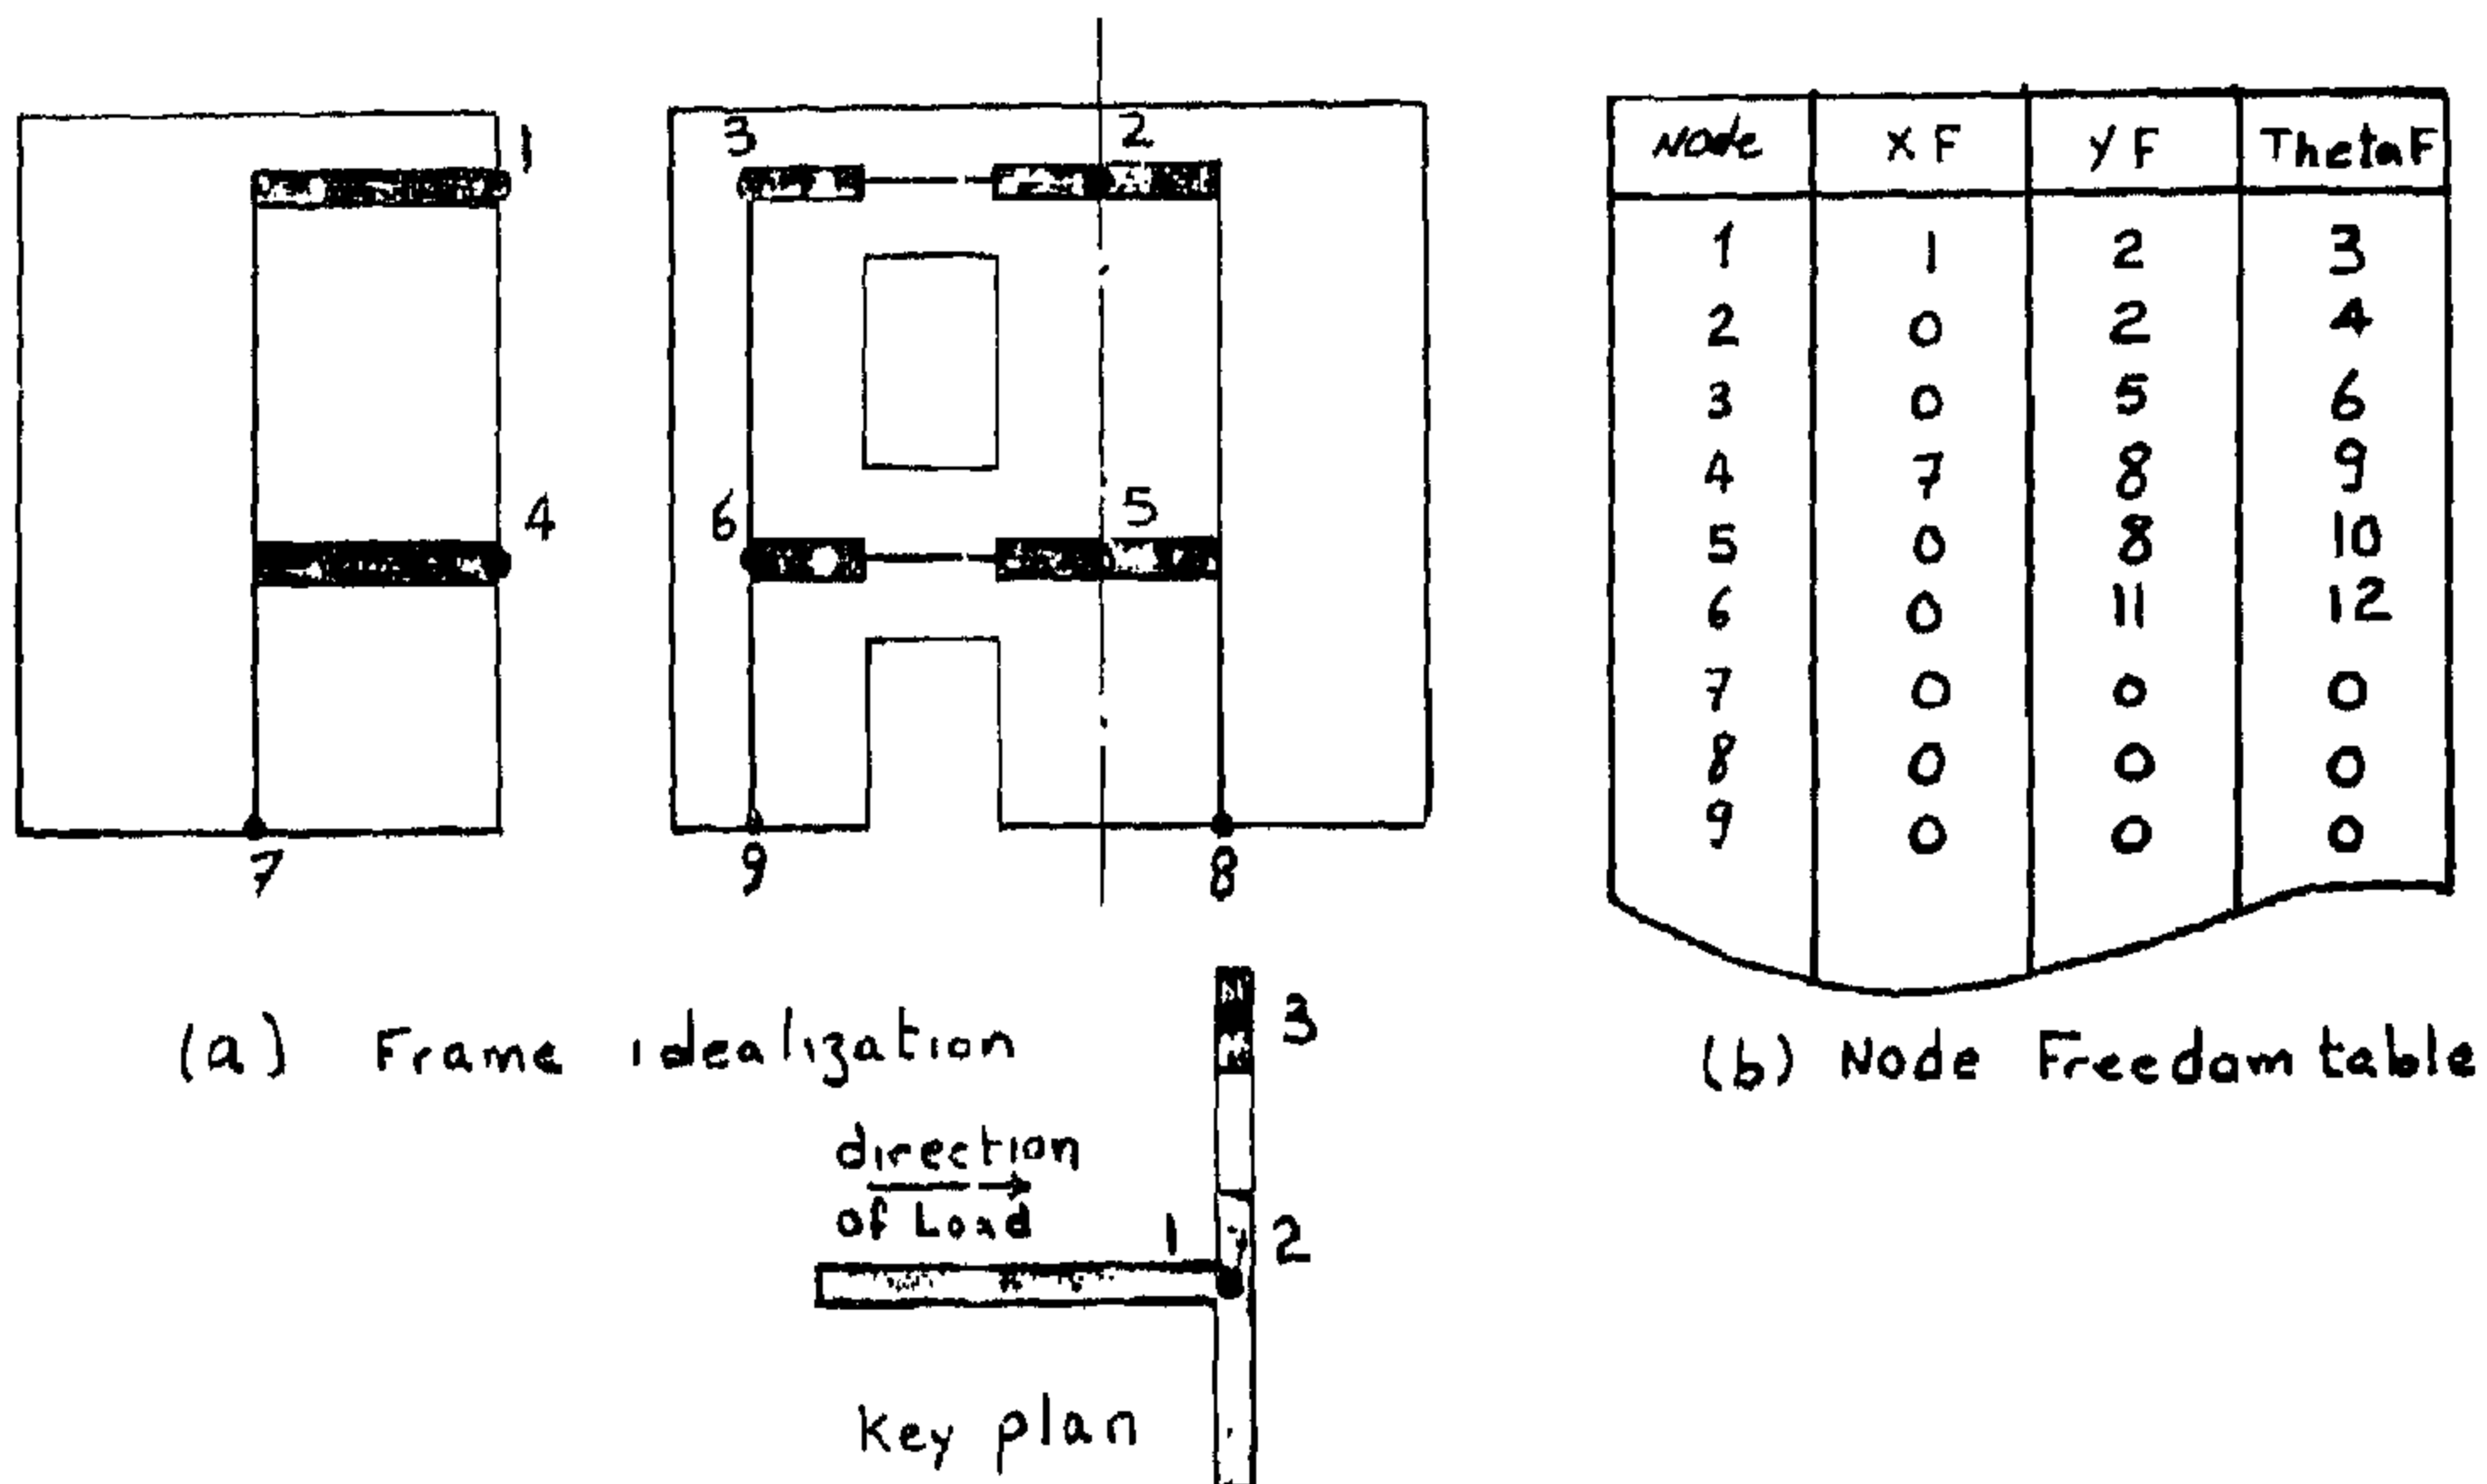 1
3 2
4
6 5
7
9 8
Node XF YF ThetaF
1 1 2 3
2 0 2 4
3 0 5 6
4 7 8 9
5 0 8 10
6 0 11 12
7 0 0 0
8 0 0 0
9 0 0 0
(a) Frame idealization
(b) Node Freedom table
3
direction
of Load
1 2
Key plan